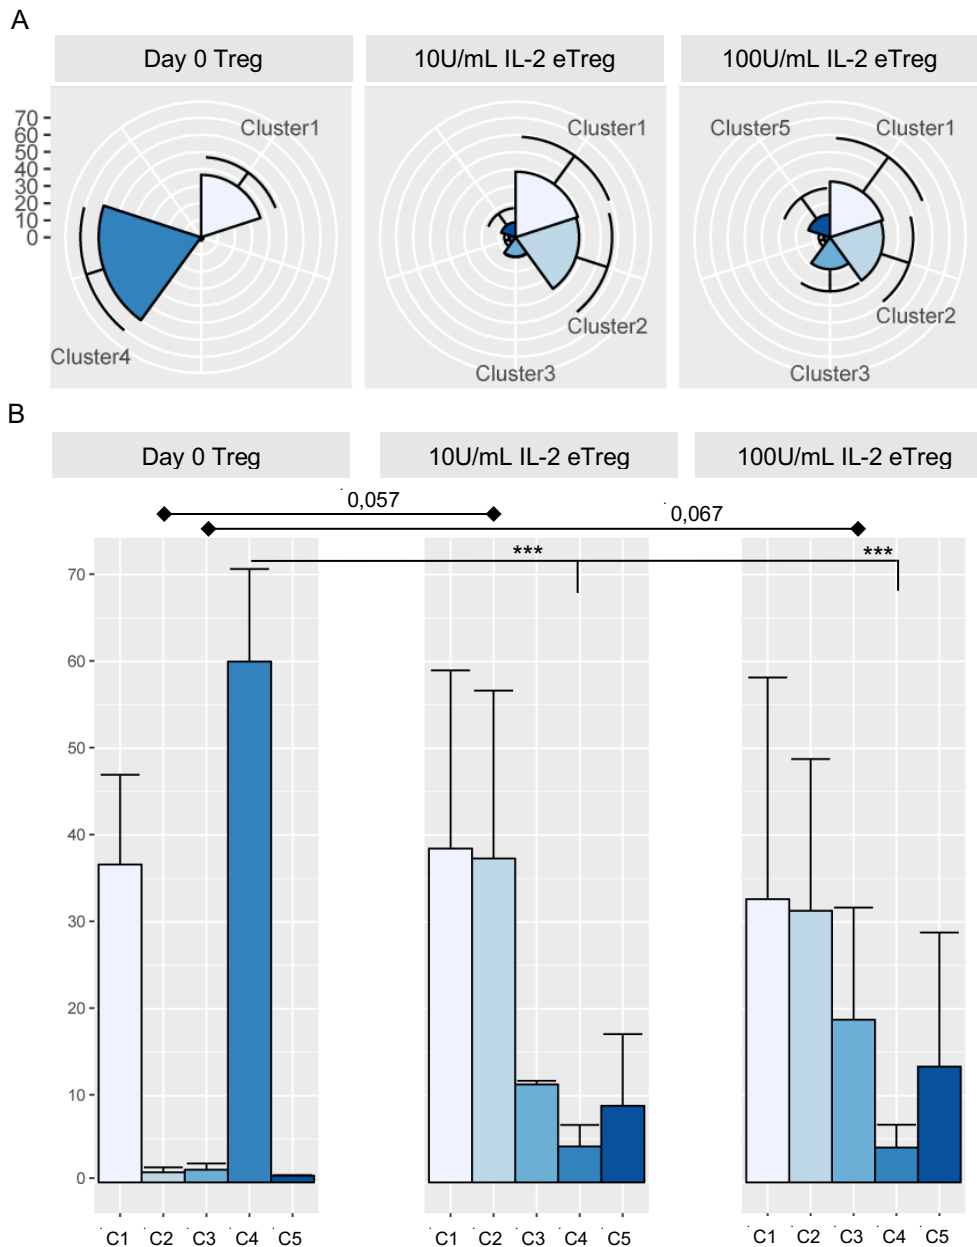 A
Day 0 Treg
10U/mL IL-2 eTreg
100U/mL IL-2 eTreg
70
60
50
40
30
20
10
0
Cluster1
Cluster4
Cluster1
Cluster2
Cluster3
Cluster5
Cluster1
Cluster2
Cluster3
B
Day 0 Treg
10U/mL IL-2 eTreg
100U/mL IL-2 eTreg
0,057
0,067
***
***
70
60
50
40
30
20
10
0
C1 C2 C3 C4 C5
C1 C2 C3 C4 C5
C1 C2 C3 C4 C5